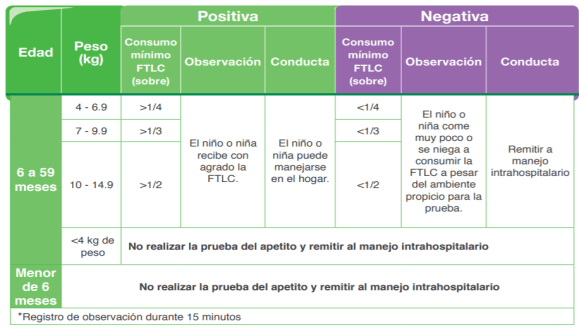 Edad
Peso
(kg)
Positiva
Negativa
Consumo
mínimo
FTLC
(sobre)
Observación
Conducta
Consumo
mínimo
FTLC
(sobre)
Observación
Conducta
6 a 59
meses
4 - 6.9
>1/4
7 - 9.9
>1/3
10 - 14.9
>1/2
El niño o niña
recibe con
agrado la
FTLC.
El niño o
niña puede
manejarse
en el hogar.
<1/4
<1/3
<1/2
El niño o
niña come
muy poco o
se niega a
consumir la
FTLC a pesar
del ambiente
propicio para la
prueba.
Remitir a
manejo
intrahospitalario
<4 kg de
peso
No realizar la prueba del apetito y remitir al manejo intrahospitalario
Menor
de 6
meses
No realizar la prueba del apetito y remitir al manejo intrahospitalario
*Registro de observación durante 15 minutos